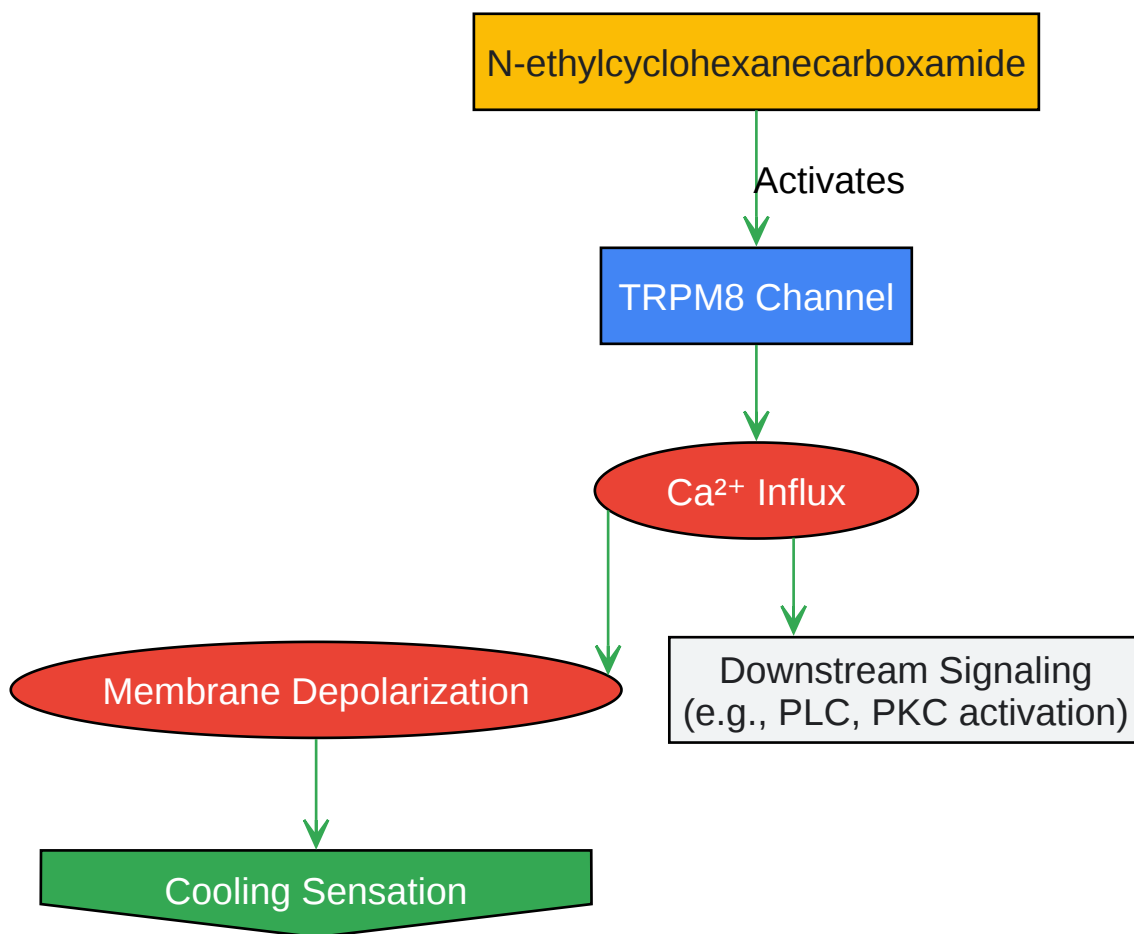 N-ethylcyclohexanecarboxamide
Activates
TRPM8 Channel
Ca²⁺ Influx
Membrane Depolarization
Downstream Signaling
(e.g., PLC, PKC activation)
Cooling Sensation